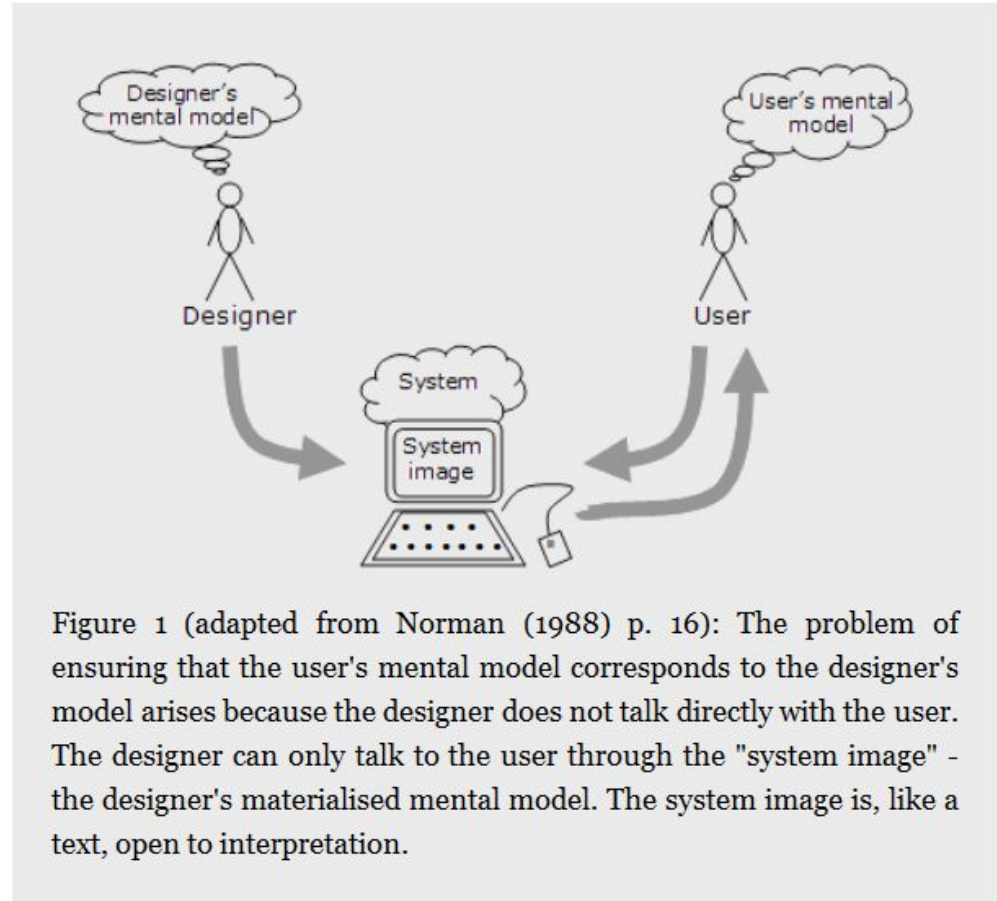 Designer's
mental model
User's mental
model
Designer
User
System
System
image
Figure 1 (adapted from Norman (1988) p. 16): The problem of
ensuring that the user's mental model corresponds to the designer's
model arises because the designer does not talk directly with the user.
The designer can only talk to the user through the "system image" -
the designer's materialised mental model. The system image is, like a
text, open to interpretation.